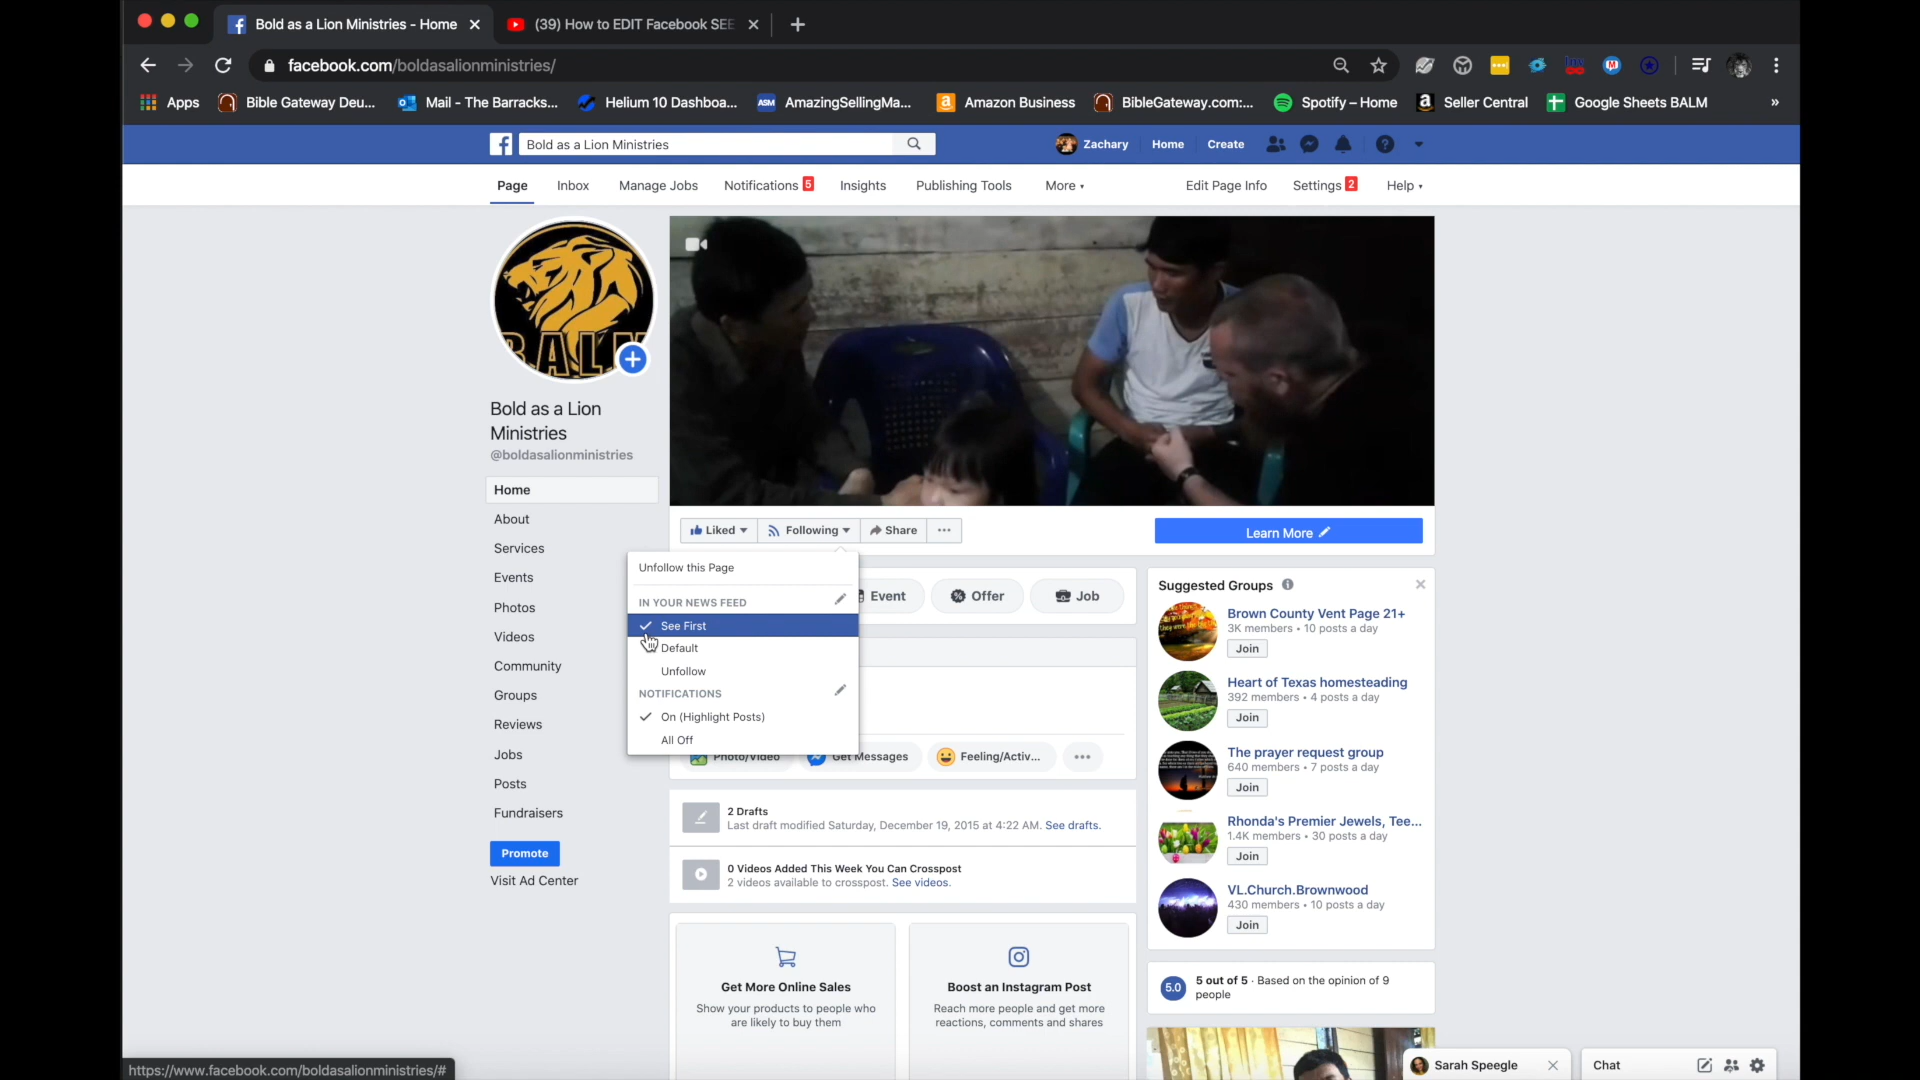 Bold as a Lion Ministries - Home
(39) How to EDIT Facebook SEE
facebook.com/boldasalionministries/
Apps
Bible Gateway Deu...
Mail - The Barracks...
Helium 10 Dashboa...
ASM
AmazingSellingMa...
Amazon Business
BibleGateway.com:...
Spotify – Home
Seller Central
Google Sheets BALM
»
Bold as a Lion Ministries
Zachary
Home
Create
Page
Inbox
Manage Jobs
Notifications 5
Insights
Publishing Tools
More
Edit Page Info
Settings 2
Help
BALM
Bold as a Lion
Ministries
@boldasalionministries
Home
About
Services
Events
Photos
Videos
Community
Groups
Reviews
Jobs
Posts
Fundraisers
Promote
Visit Ad Center
Liked
Following
Share
Learn More
Unfollow this Page
IN YOUR NEWS FEED
See First
Default
Unfollow
NOTIFICATIONS
On (Highlight Posts)
All Off
Event
Offer
Job
Photo/Video
Get Messages
Feeling/Activ...
2 Drafts
Last draft modified Saturday, December 19, 2015 at 4:22 AM. See drafts.
0 Videos Added This Week You Can Crosspost
2 videos available to crosspost. See videos.
Get More Online Sales
Show your products to people who
are likely to buy them
Boost an Instagram Post
Reach more people and get more
reactions, comments and shares
Suggested Groups
Brown County Vent Page 21+
3K members • 10 posts a day
Join
Heart of Texas homesteading
392 members • 4 posts a day
Join
The prayer request group
640 members • 7 posts a day
Join
Rhonda's Premier Jewels, Tee...
1.4K members • 30 posts a day
Join
VL.Church.Brownwood
430 members • 10 posts a day
Join
5.0
5 out of 5 · Based on the opinion of 9
people
Sarah Speegle
Chat
https://www.facebook.com/boldasalionministries/#